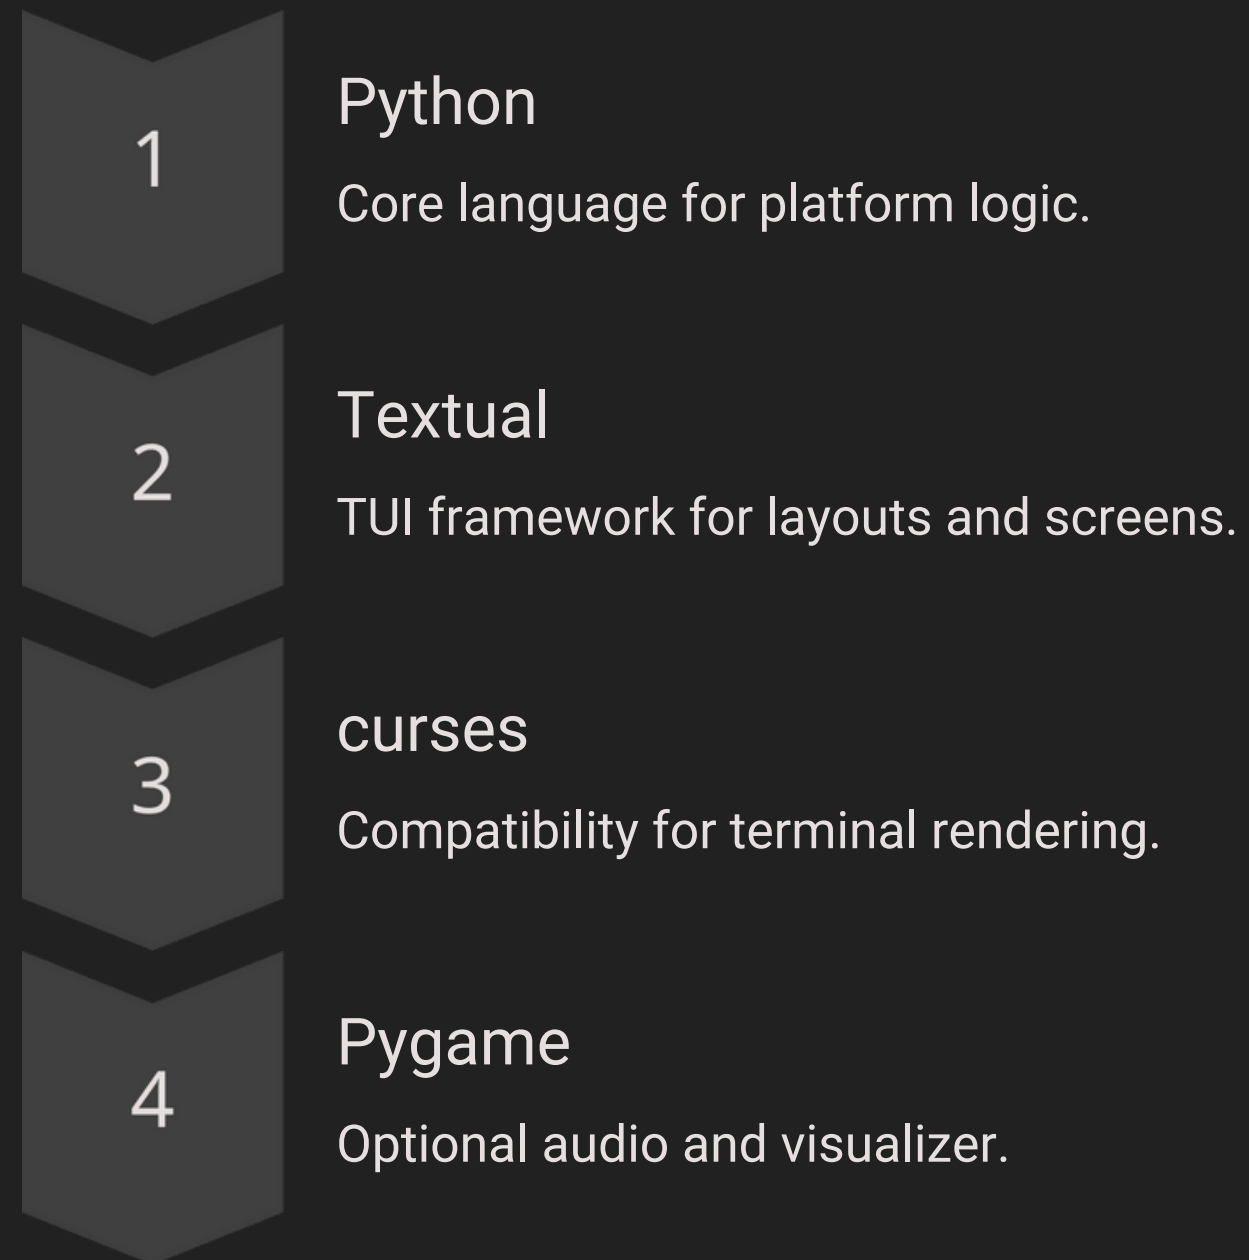 1
Python
Core language for platform logic.
2
Textual
TUI framework for layouts and screens.
3
curses
Compatibility for terminal rendering.
4
Pygame
Optional audio and visualizer.